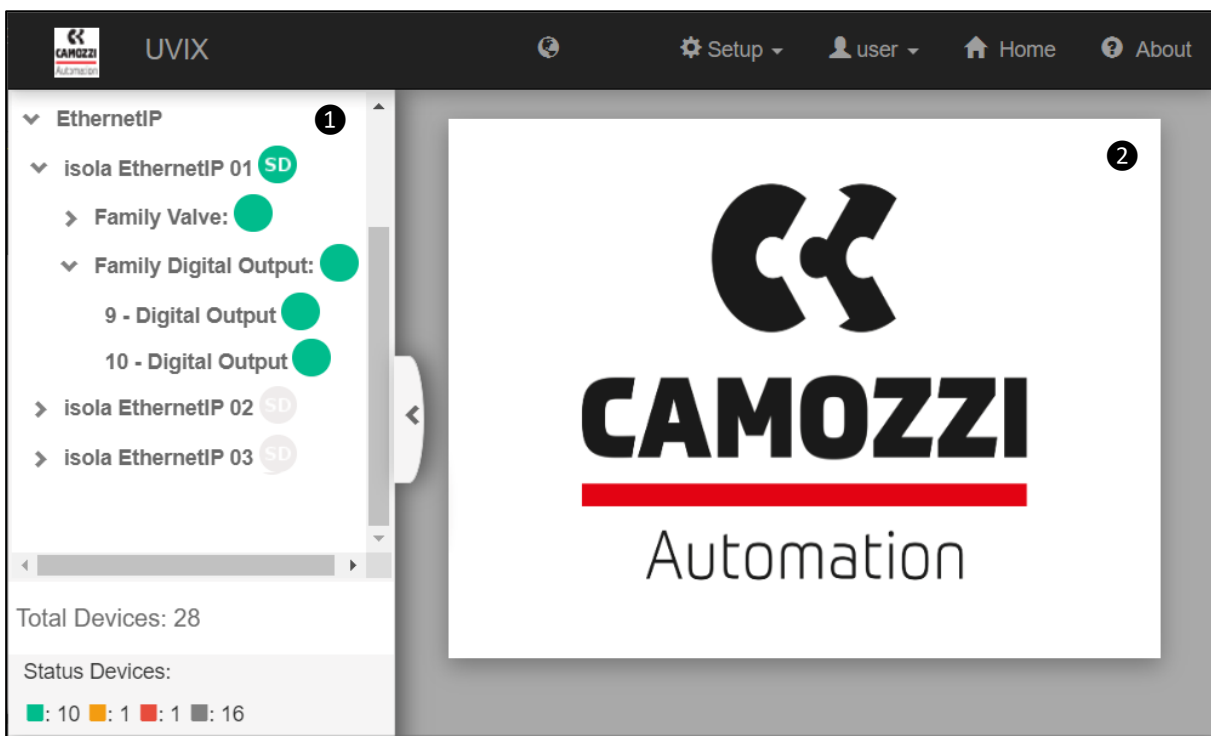 CAMOZZI
Automation
UVIX
Setup
user
Home
About
EthernetIP
1
isola EthernetIP 01 SD
Family Valve:
Family Digital Output:
9 - Digital Output
10 - Digital Output
isola EthernetIP 02 SD
isola EthernetIP 03 SD
Total Devices: 28
Status Devices:
: 10 : 1 : 1 : 16
2
CAMOZZI
Automation